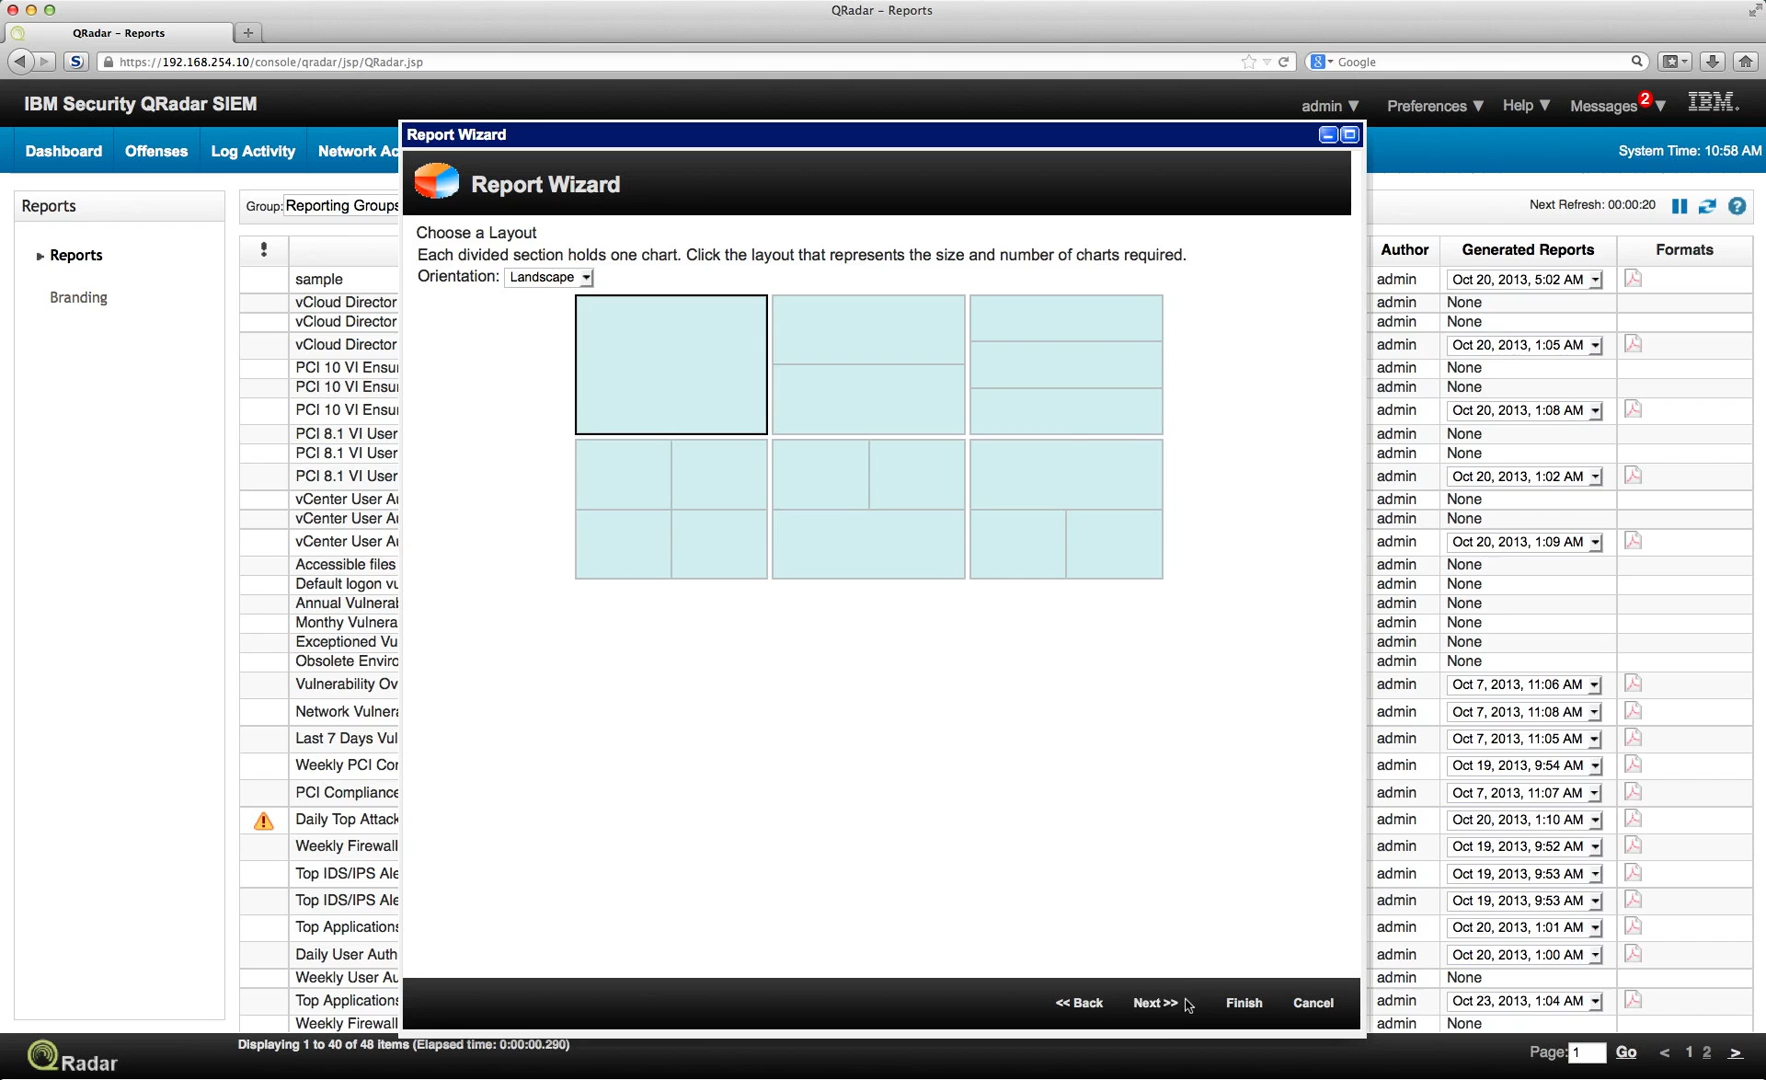 QRadar – Reports
QRadar – Reports
https://192.168.254.10/console/qradar/jsp/QRadar.jsp
Google
IBM Security QRadar SIEM
admin
Preferences
Help
Messages
2
IBM
Dashboard
Offenses
Log Activity
Network Ac
System Time: 10:58 AM
Report Wizard
Report Wizard
Choose a Layout
Each divided section holds one chart. Click the layout that represents the size and number of charts required.
Orientation: Landscape
<< Back
Next >>
Finish
Cancel
Reports
Reports
Branding
Group: Reporting Groups
Next Refresh: 00:00:20
Author Generated Reports Formats
sample admin Oct 20, 2013, 5:02 AM
vCloud Director admin None
vCloud Director admin None
vCloud Director admin Oct 20, 2013, 1:05 AM
PCI 10 VI Ensu admin None
PCI 10 VI Ensu admin None
PCI 10 VI Ensu admin Oct 20, 2013, 1:08 AM
PCI 8.1 VI User admin None
PCI 8.1 VI User admin None
PCI 8.1 VI User admin Oct 20, 2013, 1:02 AM
vCenter User Au admin None
vCenter User Au admin None
vCenter User Au admin Oct 20, 2013, 1:09 AM
Accessible files admin None
Default logon vu admin None
Annual Vulnerab admin None
Monthy Vulnera admin None
Exceptioned Vu admin None
Obsolete Enviro admin None
Vulnerability Ov admin Oct 7, 2013, 11:06 AM
Network Vulnera admin Oct 7, 2013, 11:08 AM
Last 7 Days Vul admin Oct 7, 2013, 11:05 AM
Weekly PCI Cor admin Oct 19, 2013, 9:54 AM
PCI Compliance admin Oct 7, 2013, 11:07 AM
Daily Top Attack admin Oct 20, 2013, 1:10 AM
Weekly Firewall admin Oct 19, 2013, 9:52 AM
Top IDS/IPS Ale admin Oct 19, 2013, 9:53 AM
Top IDS/IPS Ale admin Oct 19, 2013, 9:53 AM
Top Applications admin Oct 20, 2013, 1:01 AM
Daily User Auth admin Oct 20, 2013, 1:00 AM
Weekly User Au admin None
Top Applications admin Oct 23, 2013, 1:04 AM
Weekly Firewall admin None
QRadar
Displaying 1 to 40 of 48 items (Elapsed time: 0:00:00.290)
Page: 1 Go < 1 2 >